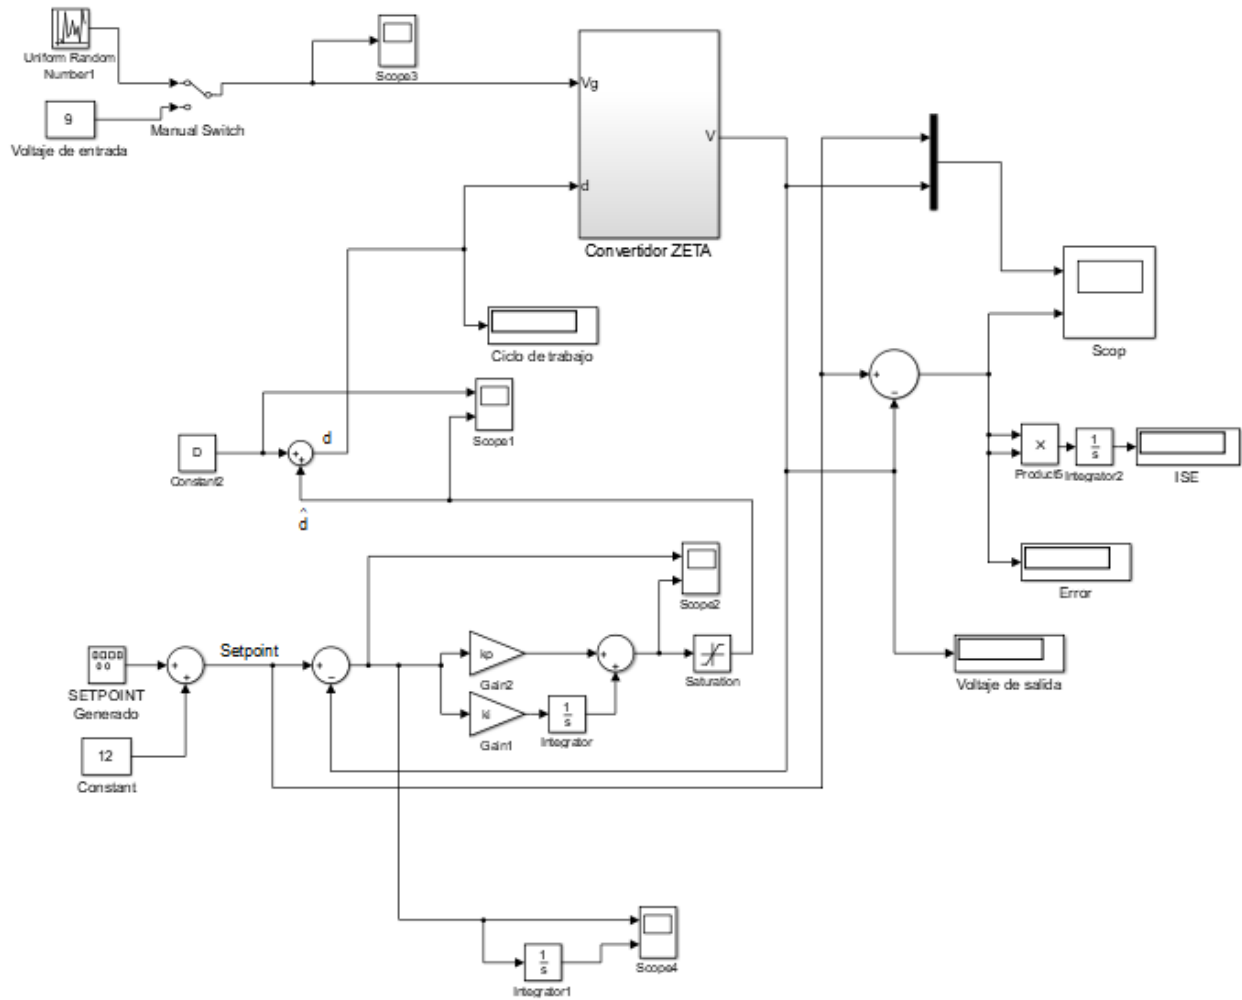 Uniform Random
Number1
Scope3
9
Voltaje de entrada
Manual Switch
Vg
V
d
Convertidor ZETA
Ciclo de trabajo
Scop
+
−
D
Constant2
+
+
d
Scope1
×
Product5
1
s
Integrator2
ISE
^
d
Error
Scope2
SETPOINT
Generado
+
+
Setpoint
+
−
kp
Gain2
ki
Gain1
1
s
Integrator
+
+
Saturation
Voltaje de salida
12
Constant
1
s
Integrator1
Scope4